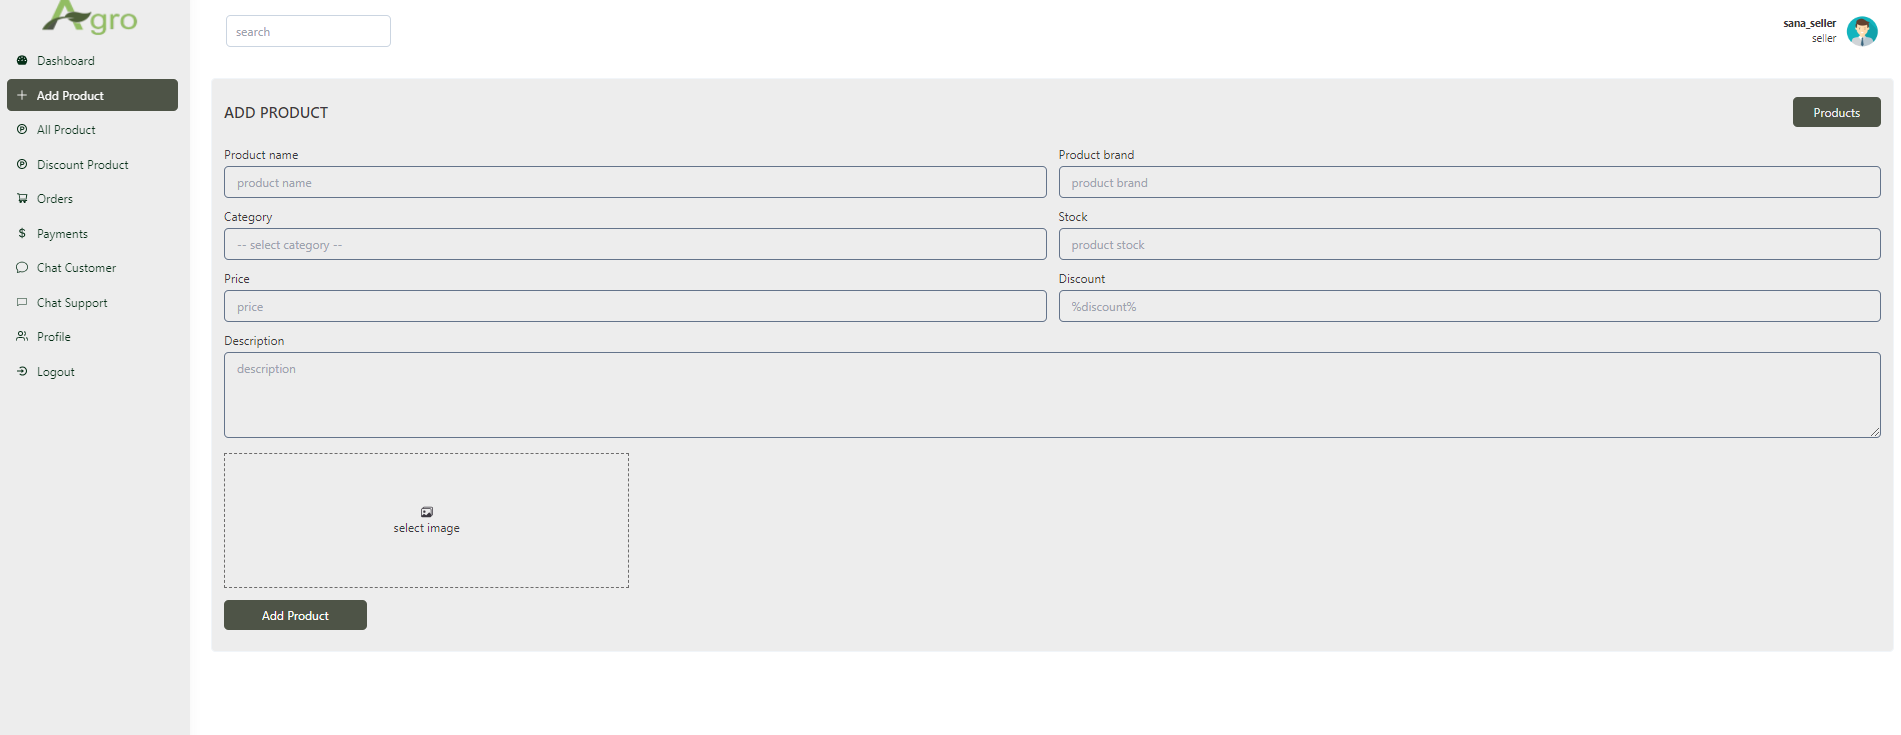 Agro
Dashboard
Add Product
All Product
Discount Product
Orders
Payments
Chat Customer
Chat Support
Profile
Logout
search
sana_seller
seller
ADD PRODUCT
Products
Product name
product name
Product brand
product brand
Category
-- select category --
Stock
product stock
Price
price
Discount
%discount%
Description
description
select image
Add Product